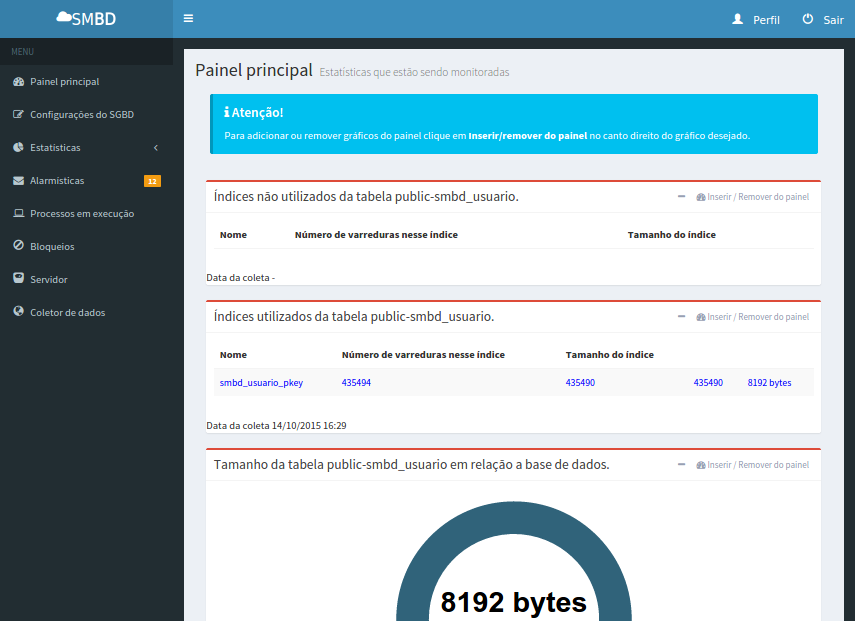 SMBD
Perfil
Sair
MENU
Painel principal
Configurações do SGBD
Estatísticas
Alarmísticas 12
Processos em execução
Bloqueios
Servidor
Coletor de dados
Painel principal Estatísticas que estão sendo monitoradas
Atenção!
Para adicionar ou remover gráficos do painel clique em Inserir/remover do painel no canto direito do gráfico desejado.
Índices não utilizados da tabela public-smbd_usuario. Inserir / Remover do painel
Nome Número de varreduras nesse índice Tamanho do índice
Data da coleta -
Índices utilizados da tabela public-smbd_usuario. Inserir / Remover do painel
Nome Número de varreduras nesse índice Tamanho do índice
smbd_usuario_pkey 435494 435490 435490 8192 bytes
Data da coleta 14/10/2015 16:29
Tamanho da tabela public-smbd_usuario em relação a base de dados. Inserir / Remover do painel
8192 bytes